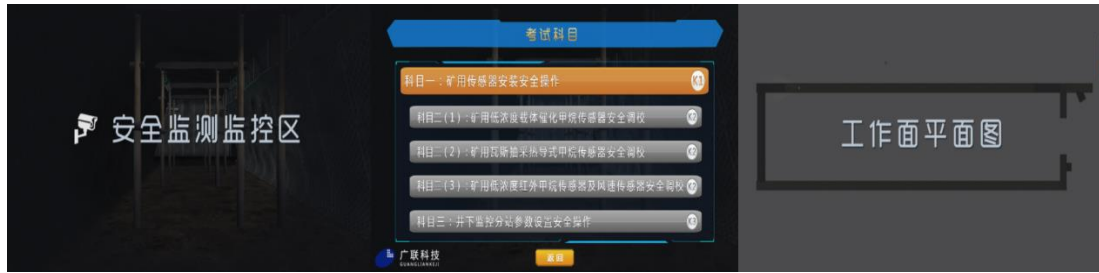 安全监测监控区
考试科目
科目一：矿用传感器安装安全操作
K1
科目二（1）：矿用低浓度载体催化甲烷传感器安全调校
K2
科目二（2）：矿用瓦斯抽采热导式甲烷传感器安全调校
K2
科目二（3）：矿用低浓度红外甲烷传感器及风速传感器安全调校
K2
科目三：井下监控分站参数设置安全操作
K3
广联科技
GUANGLIANKEJI
返回
工作面平面图